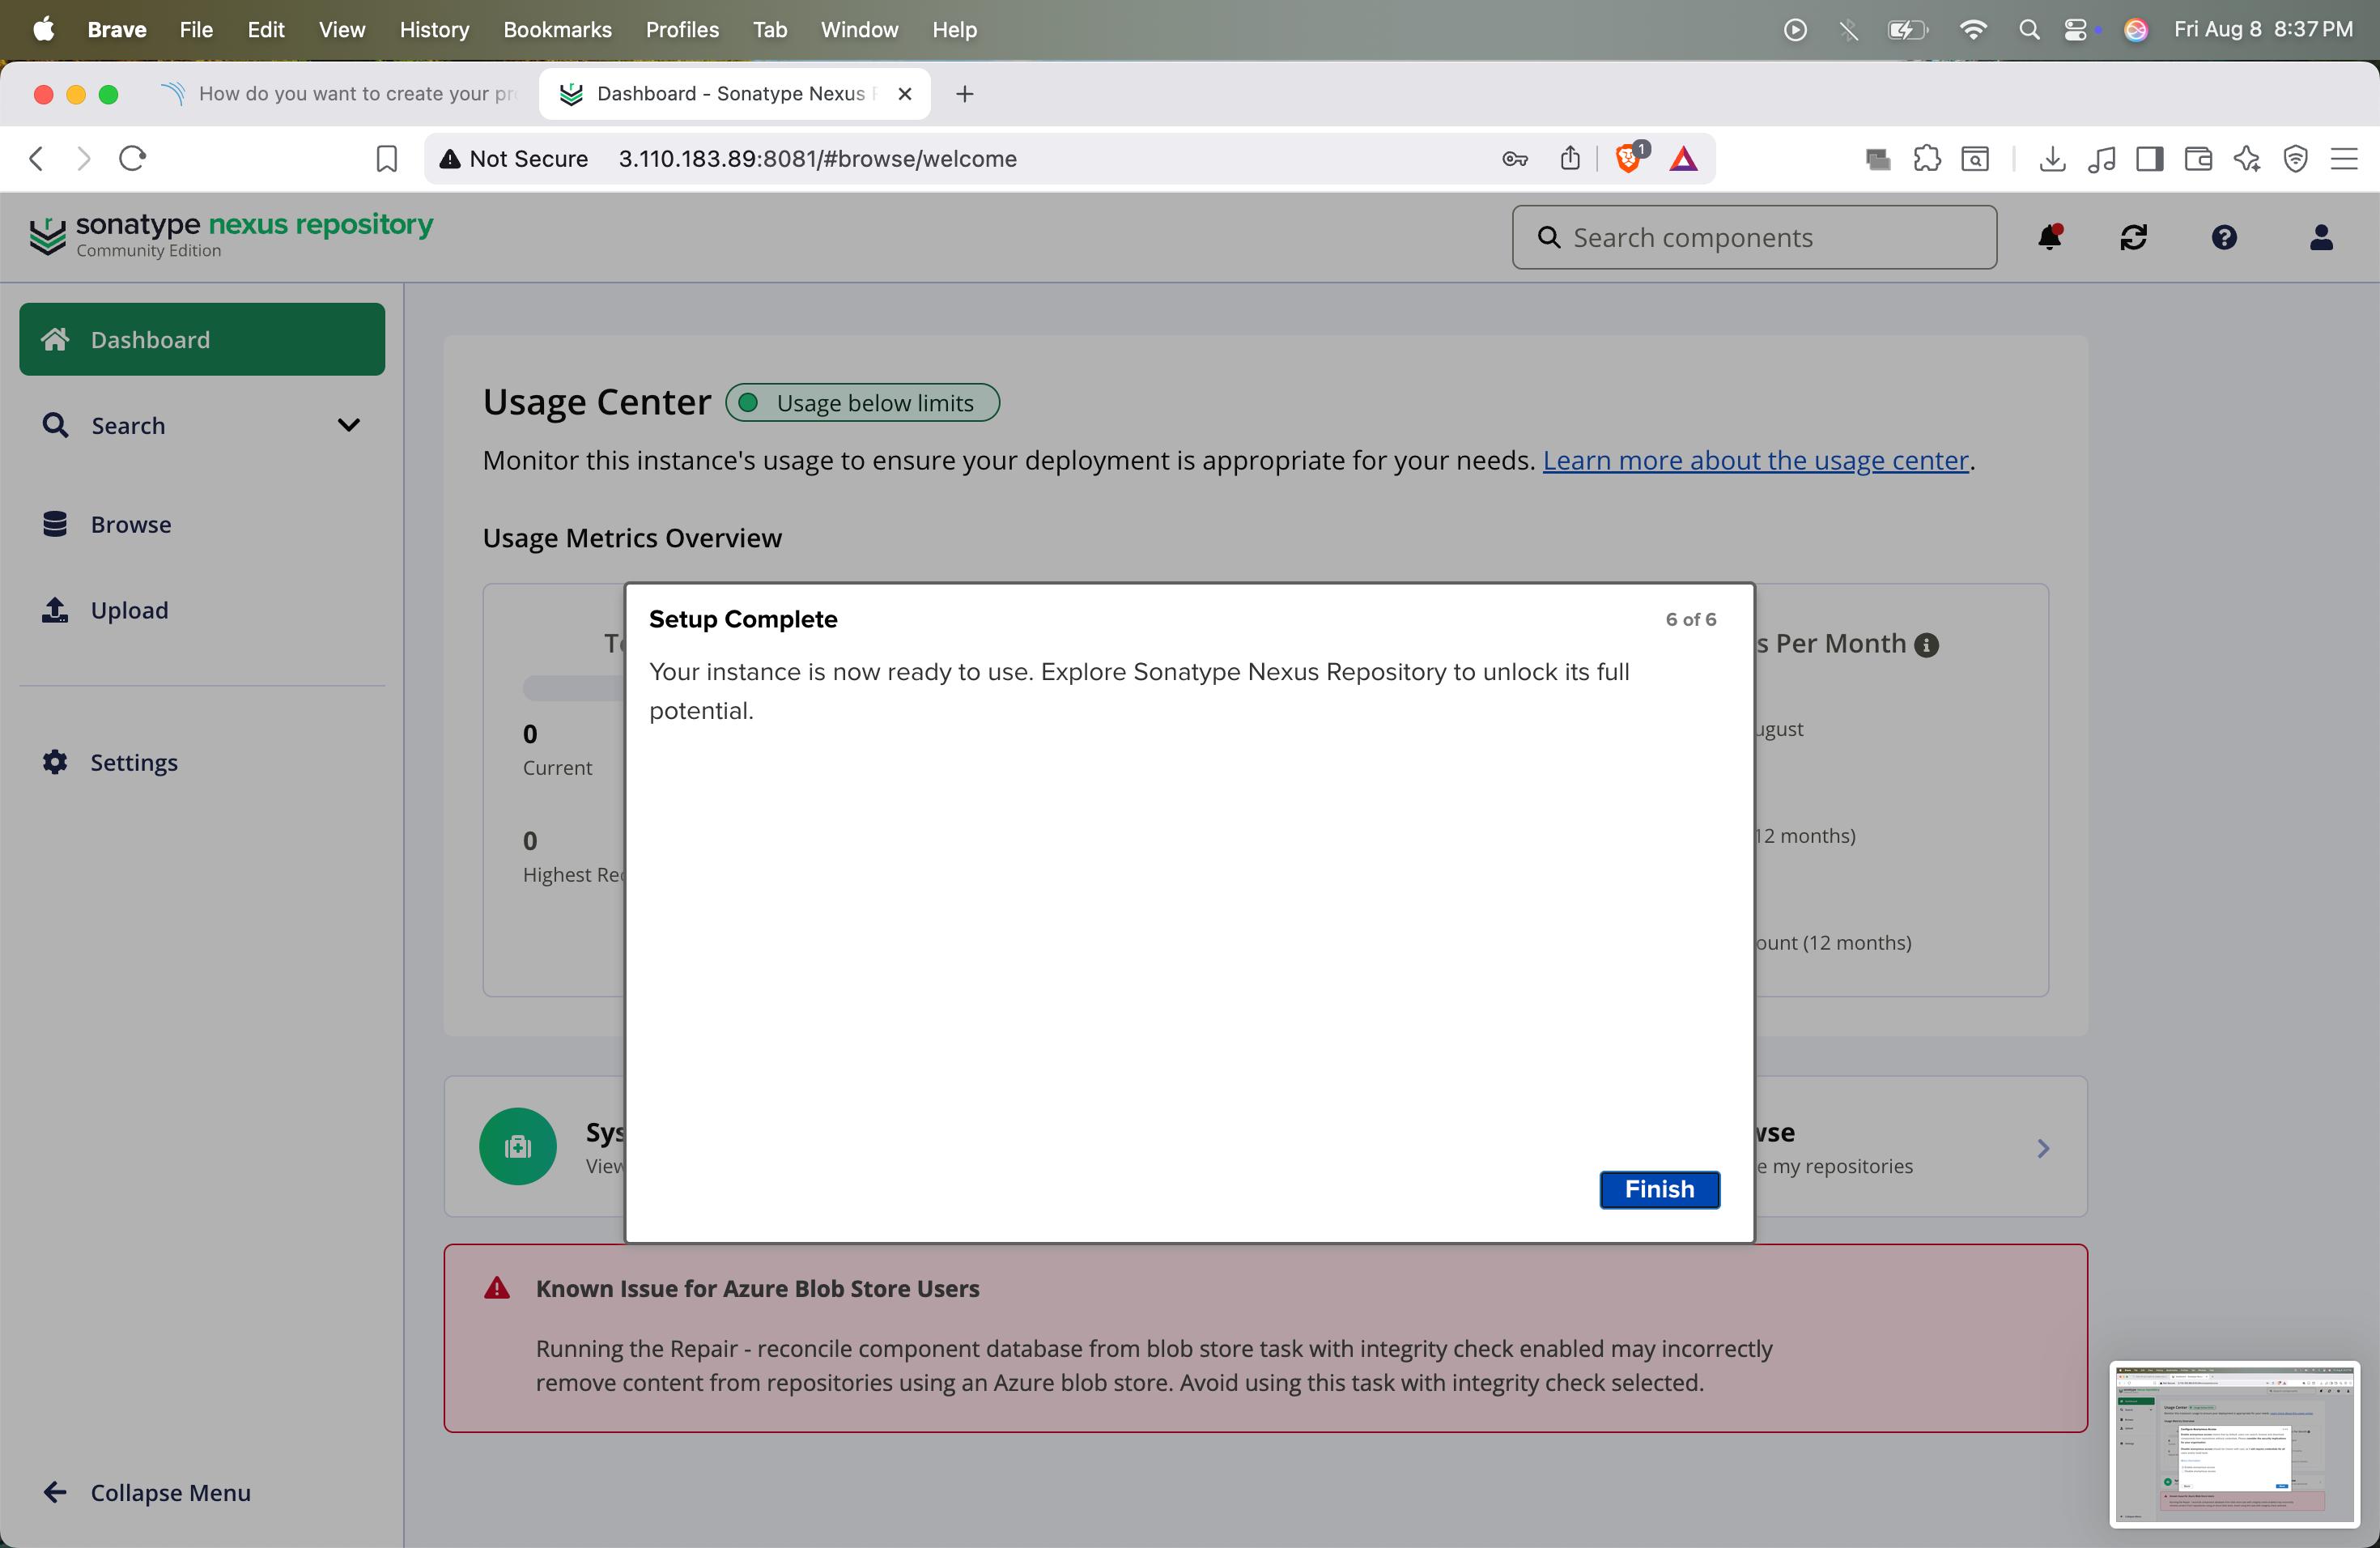 Brave File Edit View History Bookmarks Profiles Tab Window Help Fri Aug 8 8:37 PM
How do you want to create your pr
Dashboard - Sonatype Nexus
Not Secure 3.110.183.89:8081/#browse/welcome 1
sonatype nexus repository
Community Edition
Search components
Dashboard
Search
Browse
Upload
Settings
Collapse Menu
Usage Center Usage below limits
Monitor this instance's usage to ensure your deployment is appropriate for your needs. Learn more about the usage center.
Usage Metrics Overview
s Per Month
0
Current
ugust
0
12 months)
Highest Rec
ount (12 months)
Setup Complete 6 of 6
Your instance is now ready to use. Explore Sonatype Nexus Repository to unlock its full
potential.
Finish
Sys
View
wse
e my repositories
Known Issue for Azure Blob Store Users
Running the Repair - reconcile component database from blob store task with integrity check enabled may incorrectly
remove content from repositories using an Azure blob store. Avoid using this task with integrity check selected.